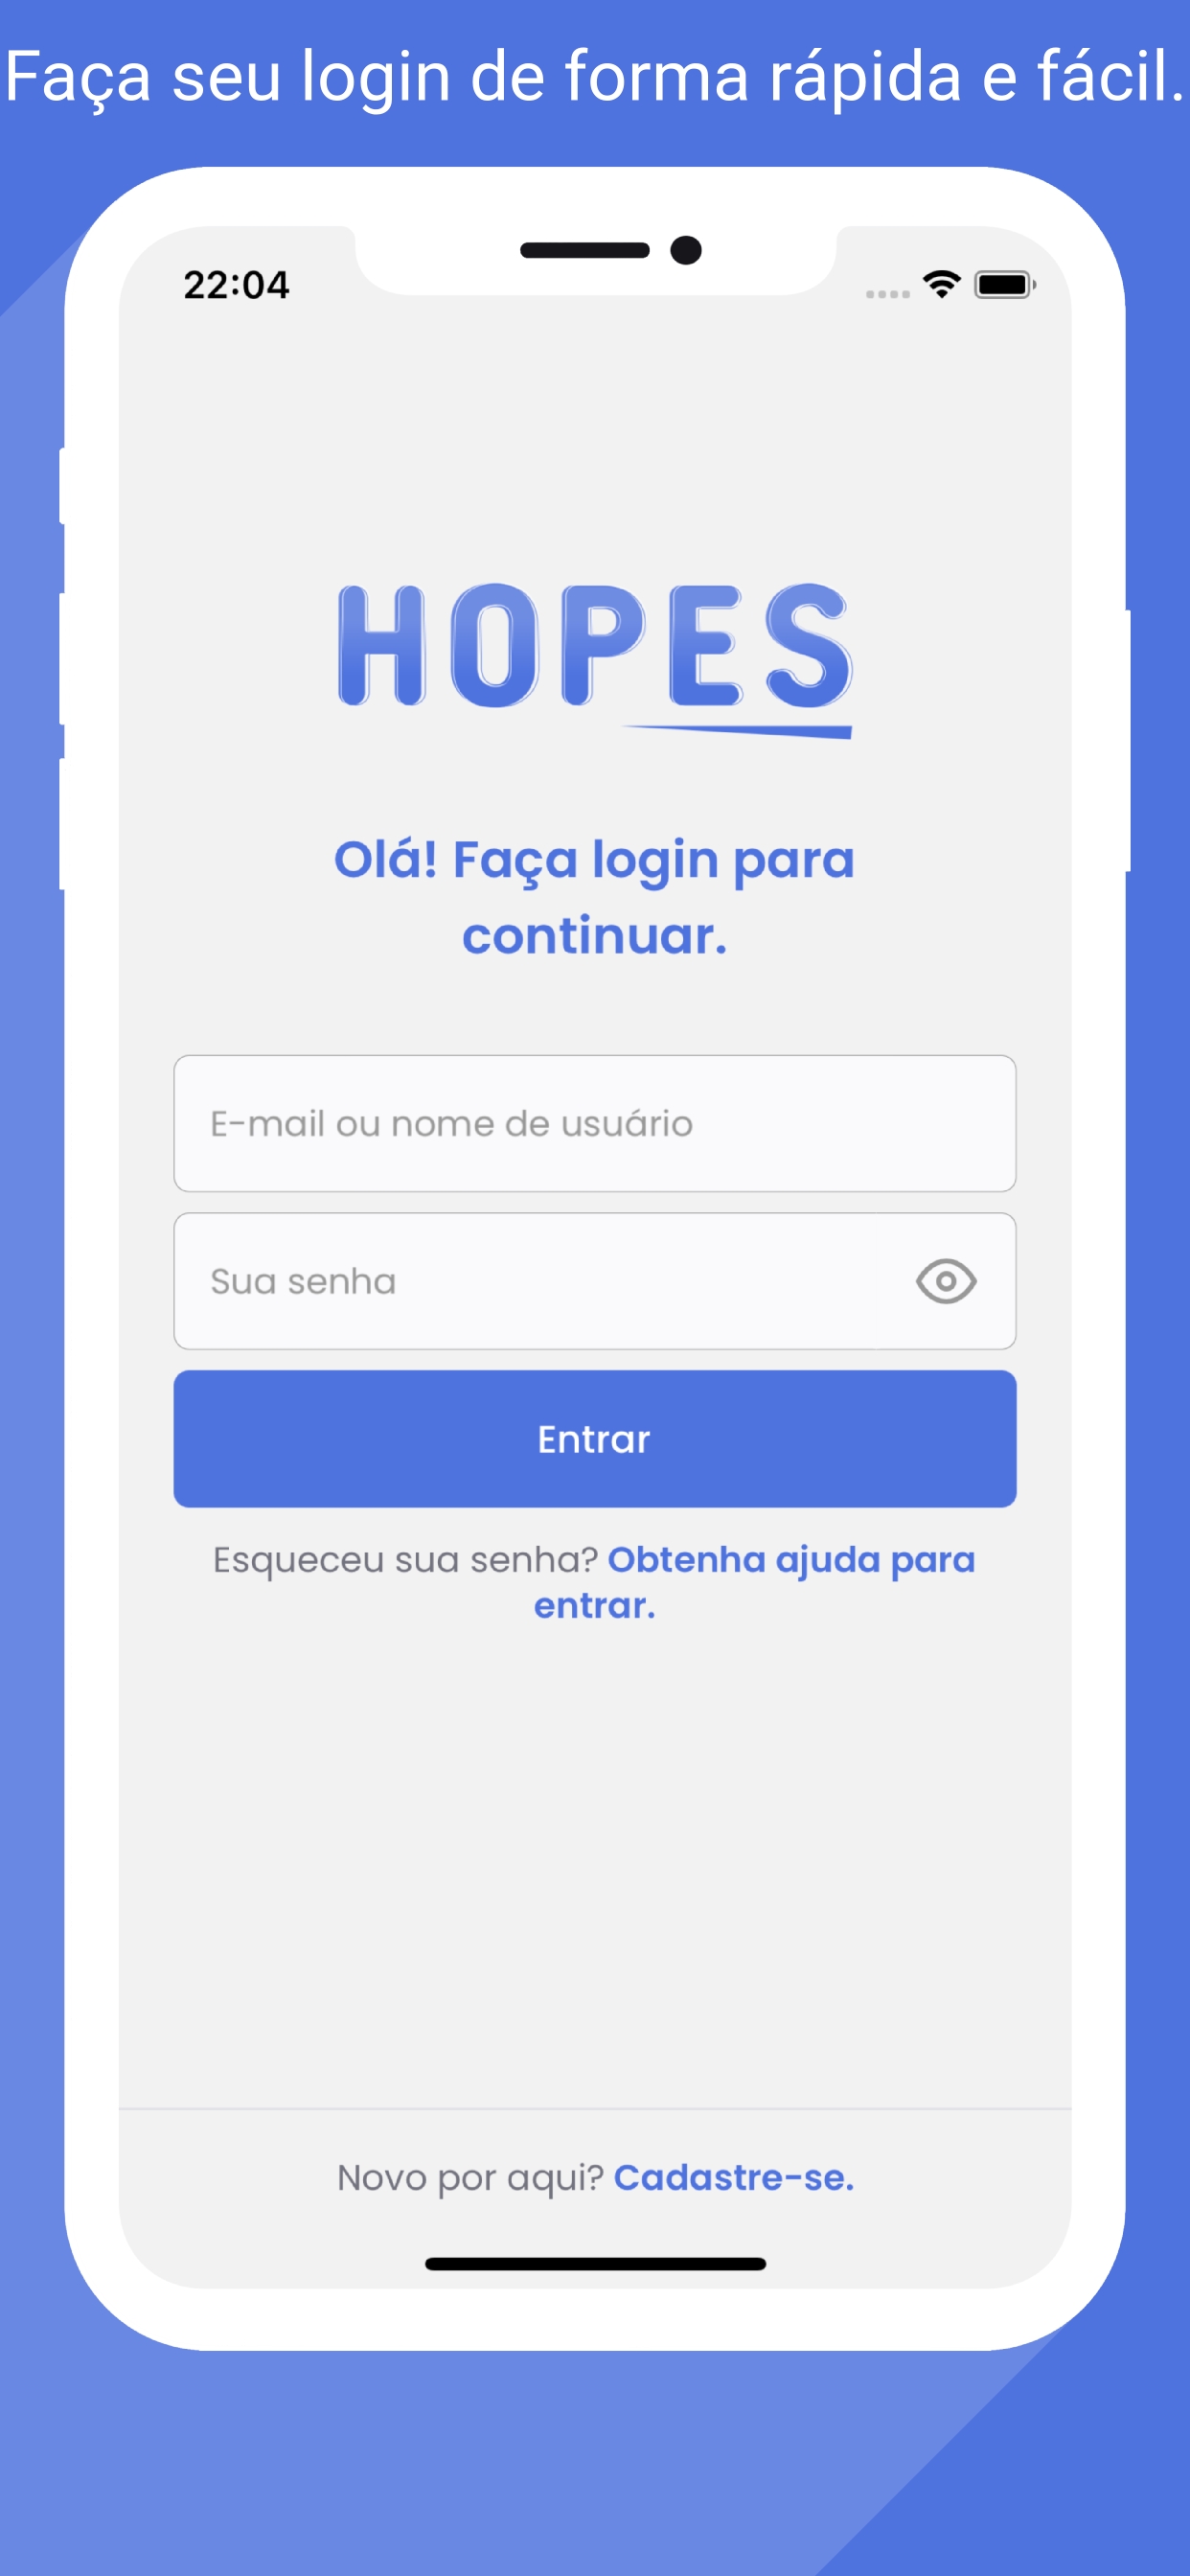 Faça seu login de forma rápida e fácil.
22:04
HOPES
Olá! Faça login para
continuar.
E-mail ou nome de usuário
Sua senha
Entrar
Esqueceu sua senha? Obtenha ajuda para
entrar.
Novo por aqui? Cadastre-se.